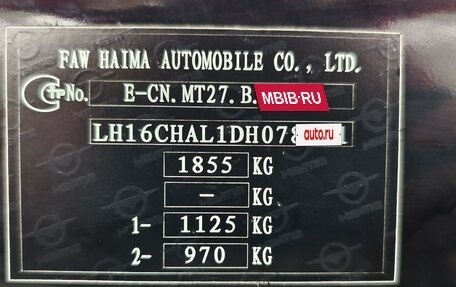 FAW HAIMA AUTOMOBILE CO., LTD.
No. E-CN.MT27.B. MBIB.RU
LH16CHAL1DH07 auto.ru
1855 KG
- KG
1- 1125 KG
2- 970 KG